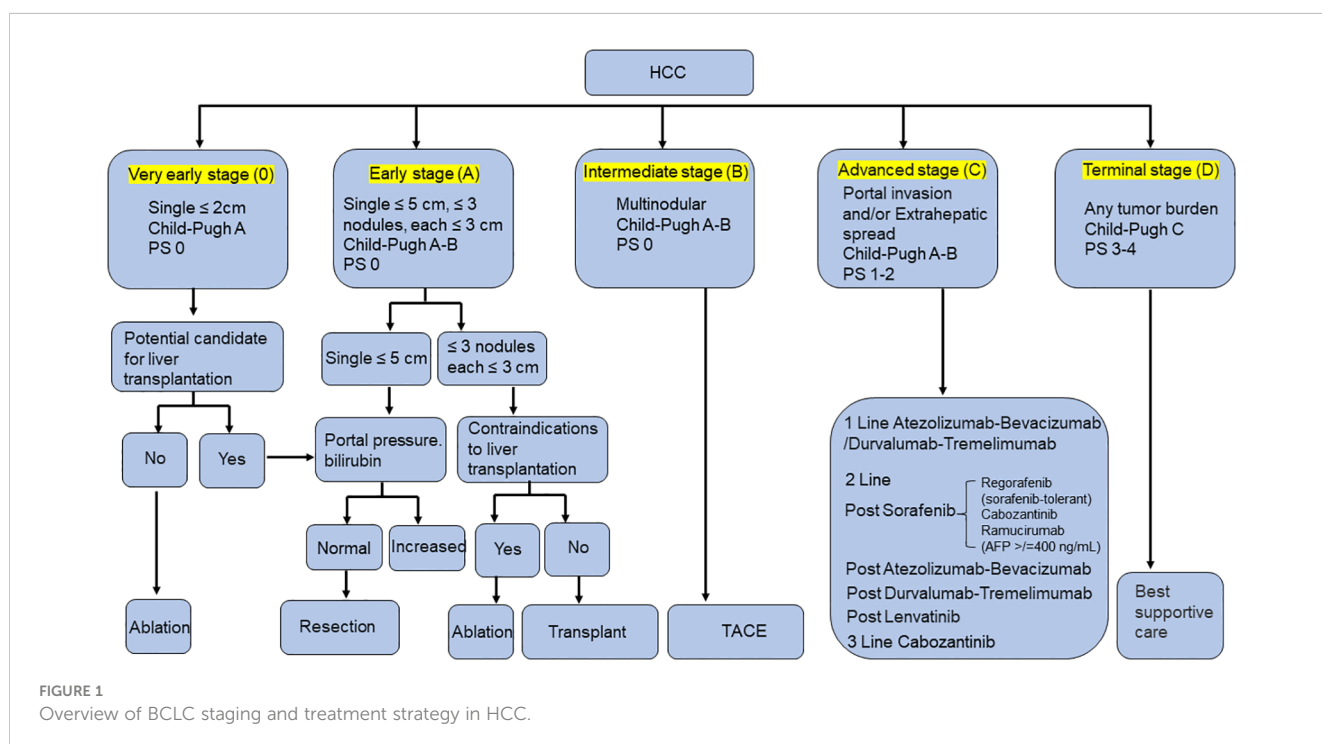 HCC
Very early stage (0)
Single ≤ 2cm
Child-Pugh A
PS 0
Early stage (A)
Single ≤ 5 cm, ≤ 3
nodules, each ≤ 3 cm
Child-Pugh A-B
PS 0
Intermediate stage (B)
Multinodular
Child-Pugh A-B
PS 0
Advanced stage (C)
Portal invasion
and/or Extrahepatic
spread
Child-Pugh A-B
PS 1-2
Terminal stage (D)
Any tumor burden
Child-Pugh C
PS 3-4
Potential candidate
for liver
transplantation
Single ≤ 5 cm
≤ 3 nodules
each ≤ 3 cm
No
Yes
Portal pressure.
bilirubin
Contraindications
to liver
transplantation
Normal
Increased
Yes
No
Ablation
Resection
Ablation
Transplant
TACE
1 Line Atezolizumab-Bevacizumab
/Durvalumab-Tremelimumab
2 Line
Post Sorafenib
Regorafenib
(sorafenib-tolerant)
Cabozantinib
Ramucirumab
(AFP >/=400 ng/mL)
Post Atezolizumab-Bevacizumab
Post Durvalumab-Tremelimumab
Post Lenvatinib
3 Line Cabozantinib
Best
supportive
care
FIGURE 1
Overview of BCLC staging and treatment strategy in HCC.